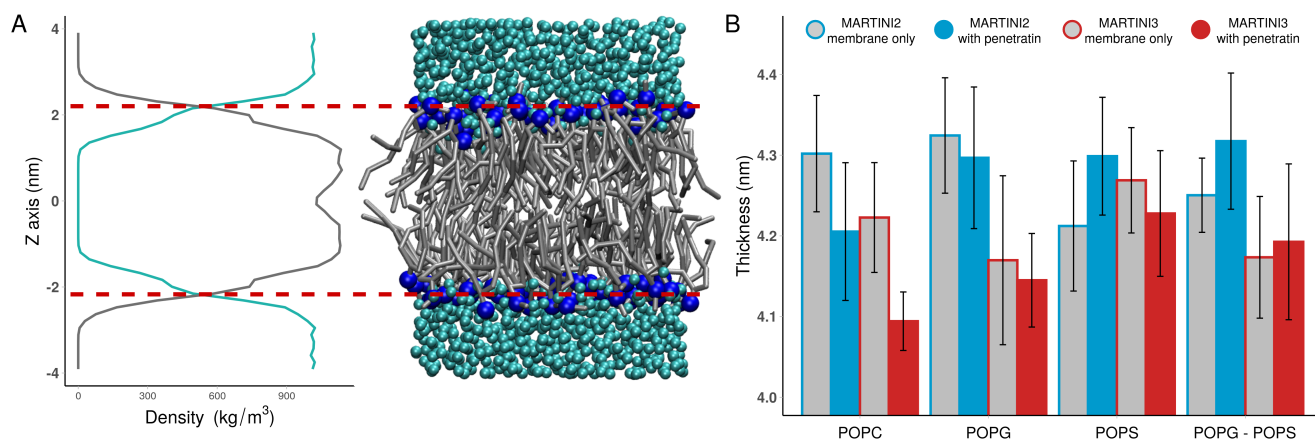 A
4
2
0
-2
-4
Z axis (nm)
0 300 600 900
Density (kg/m³)
B
MARTINI2 membrane only
MARTINI2 with penetratin
MARTINI3 membrane only
MARTINI3 with penetratin
4.4
4.3
4.2
4.1
4.0
Thickness (nm)
POPC POPG POPS POPG - POPS